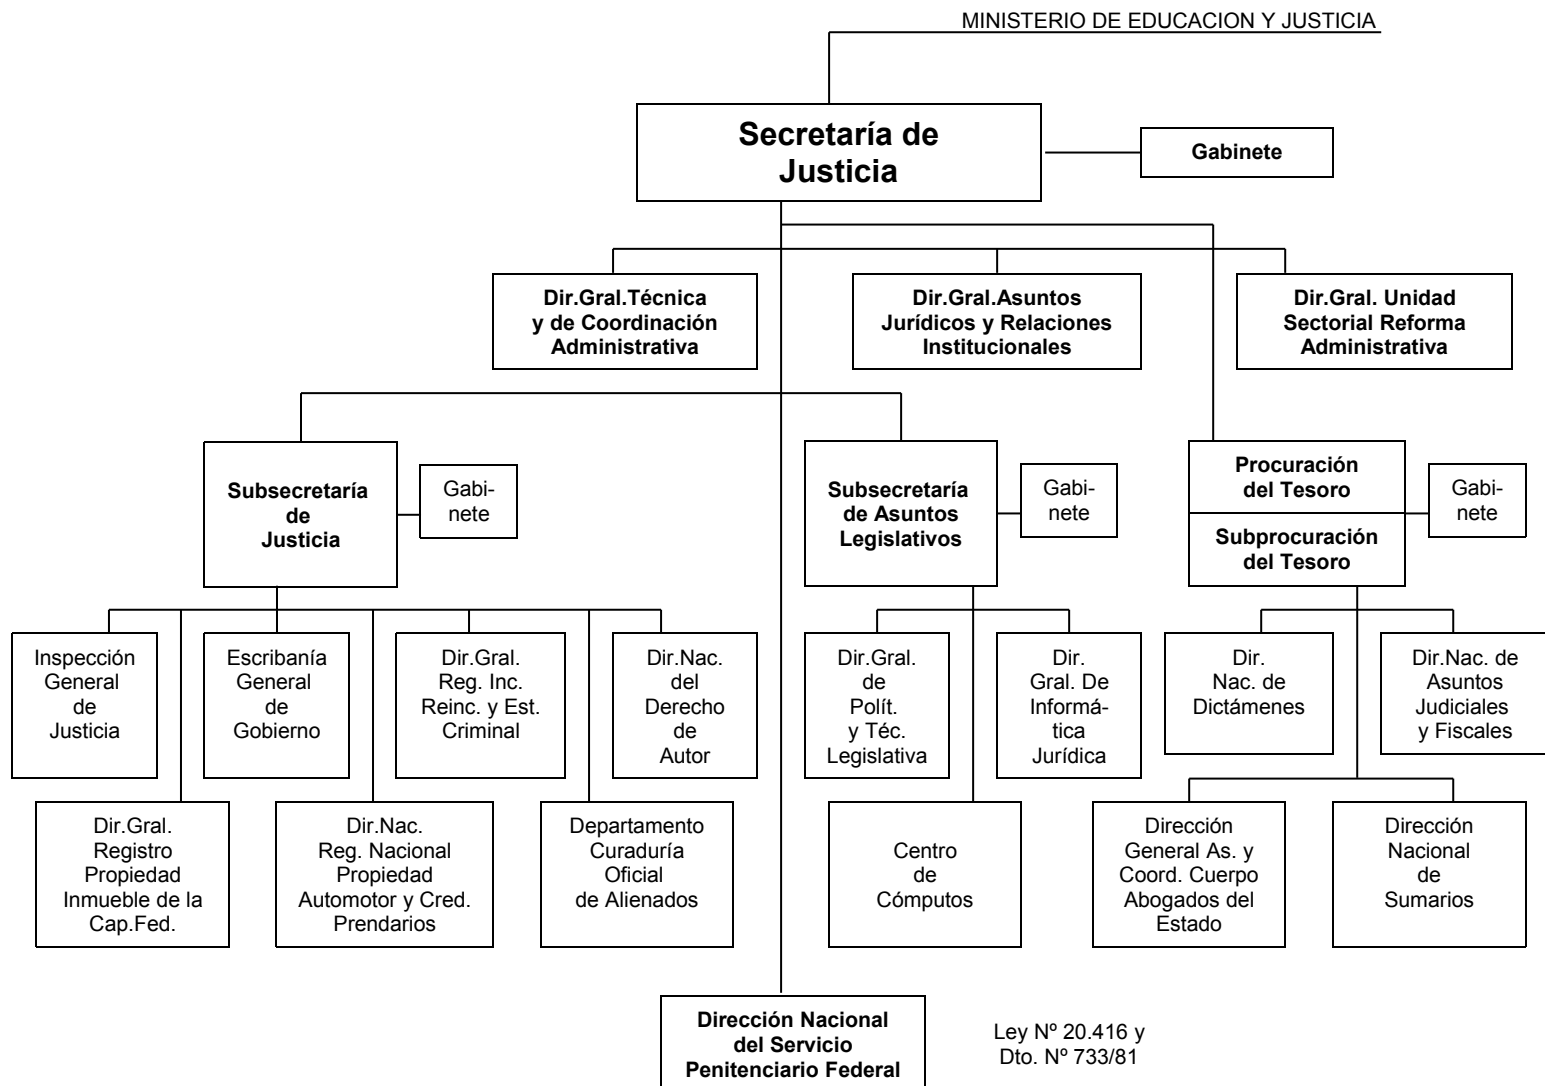 MINISTERIO DE EDUCACION Y JUSTICIA
Secretaría de
Justicia
Gabinete
Dir.Gral.Técnica
y de Coordinación
Administrativa
Dir.Gral.Asuntos
Jurídicos y Relaciones
Institucionales
Dir.Gral. Unidad
Sectorial Reforma
Administrativa
Subsecretaría
de
Justicia
Gabi-
nete
Subsecretaría
de Asuntos
Legislativos
Gabi-
nete
Procuración
del Tesoro
Subprocuración
del Tesoro
Gabi-
nete
Inspección
General
de
Justicia
Escribanía
General
de
Gobierno
Dir.Gral.
Reg. Inc.
Reinc. y Est.
Criminal
Dir.Nac.
del
Derecho
de
Autor
Dir.Gral.
de
Polít.
y Téc.
Legislativa
Dir.
Gral. De
Informá-
tica
Jurídica
Dir.
Nac. de
Dictámenes
Dir.Nac. de
Asuntos
Judiciales
y Fiscales
Dir.Gral.
Registro
Propiedad
Inmueble de la
Cap.Fed.
Dir.Nac.
Reg. Nacional
Propiedad
Automotor y Cred.
Prendarios
Departamento
Curaduría
Oficial
de Alienados
Centro
de
Cómputos
Dirección
General As. y
Coord. Cuerpo
Abogados del
Estado
Dirección
Nacional
de
Sumarios
Dirección Nacional
del Servicio
Penitenciario Federal
Ley Nº 20.416 y
Dto. Nº 733/81